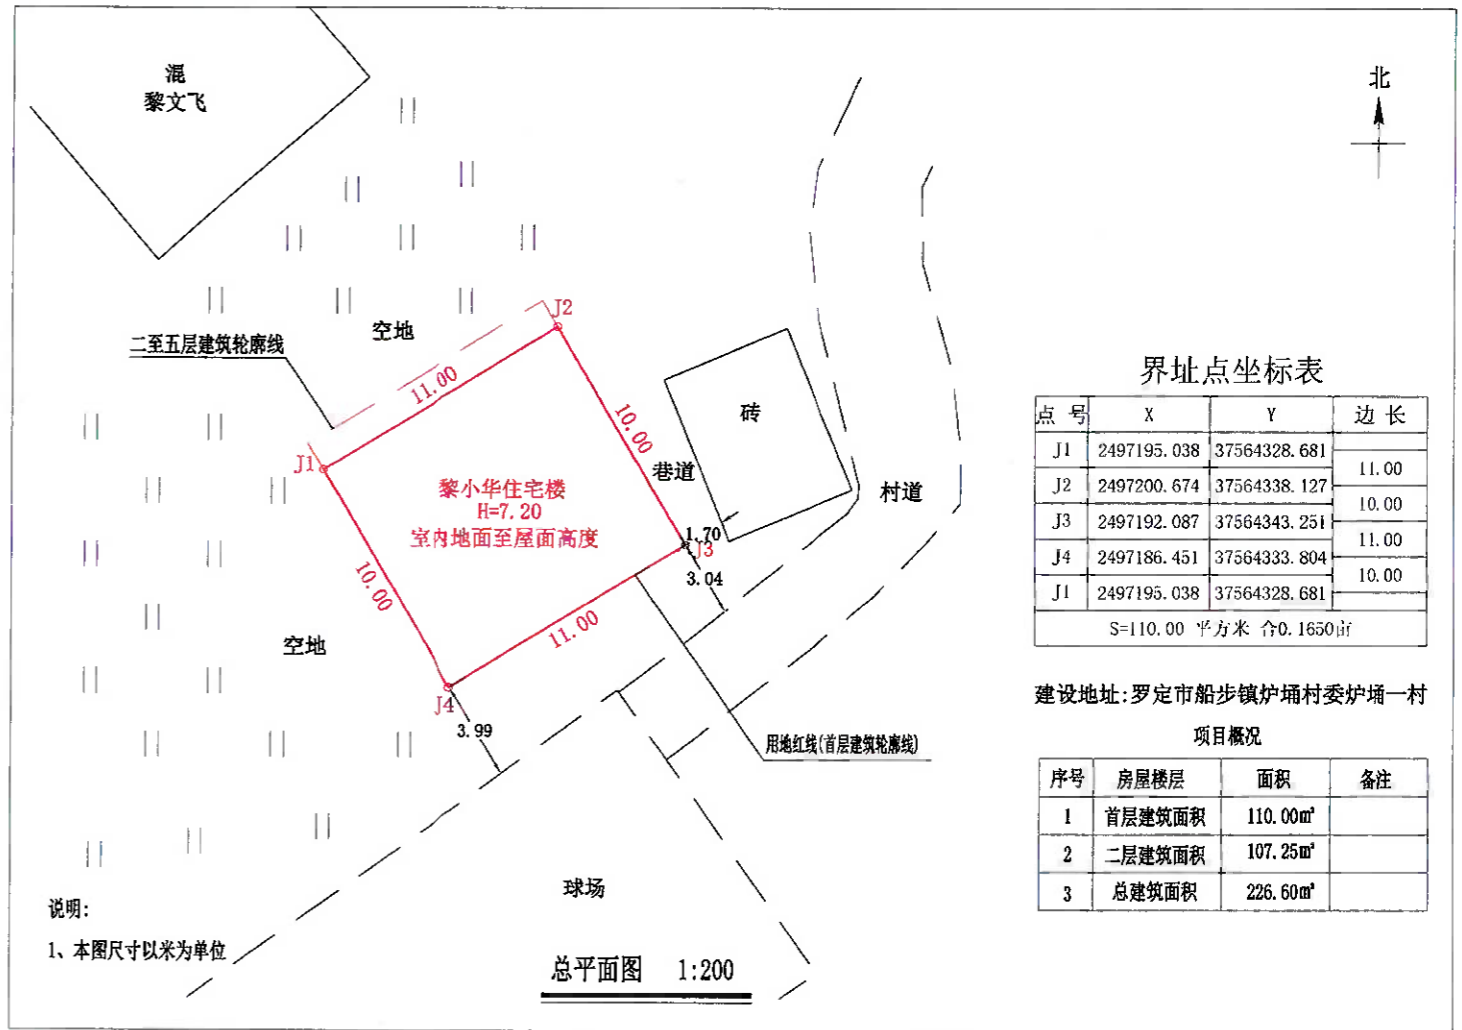 混
黎文飞
北
空地
二至五层建筑轮廓线
J2
11.00
10.00
J1
黎小华住宅楼
H=7.20
室内地面至屋面高度
巷道
砖
村道
1.70
J3
3.04
10.00
11.00
空地
J4
3.99
用地红线(首层建筑轮廓线)
球场
说明:
1、本图尺寸以米为单位
总平面图 1:200
界址点坐标表
点 号 X Y 边 长
J1 2497195.038 37564328.681
11.00
J2 2497200.674 37564338.127
10.00
J3 2497192.087 37564343.251
11.00
J4 2497186.451 37564333.804
10.00
J1 2497195.038 37564328.681
S=110.00 平方米 合0.1650亩
建设地址:罗定市船步镇炉埇村委炉埇一村
项目概况
序号 房屋楼层 面积 备注
1 首层建筑面积 110.00㎡
2 二层建筑面积 107.25㎡
3 总建筑面积 226.60㎡